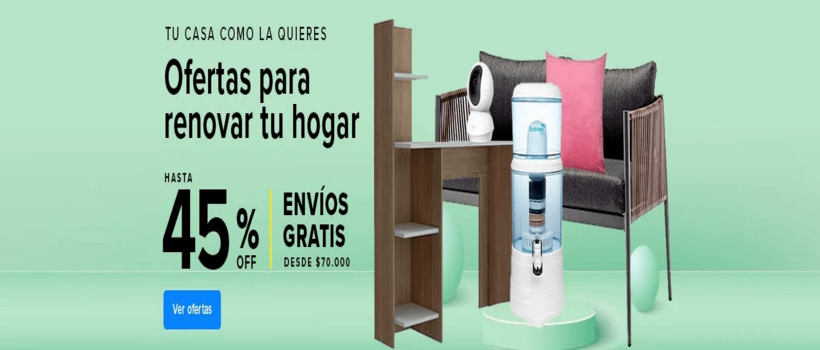 TU CASA COMO LA QUIERES
Ofertas para
renovar tu hogar
HASTA
45% OFF
ENVÍOS
GRATIS
DESDE $70.000
Ver ofertas